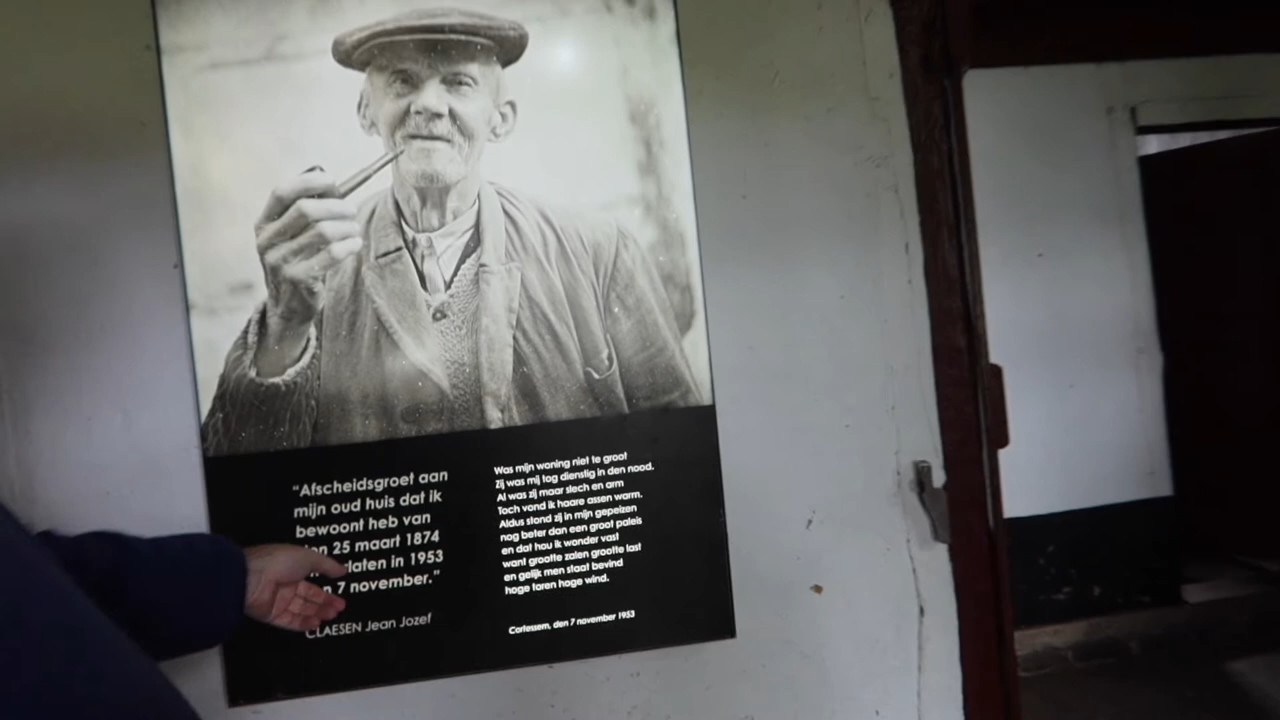 "Afscheidsgroet aan
mijn oud huis dat ik
bewoont heb van
25 maart 1874
laten in 1953
7 november."
CLAESEN Jean Jozef
Was mijn woning niet te groot
Zij was mij tog dienstig in den nood.
Al was zij maar slech en arm
Toch vond ik haare assen warm.
Aldus stond zij in mijn gepeizen
nog beter dan een groot paleis
en dat hou ik wonder vast
want grootte zalen grootte last
en gelijk men staat bevind
hoge toren hoge wind.
Cortessem, den 7 november 1953